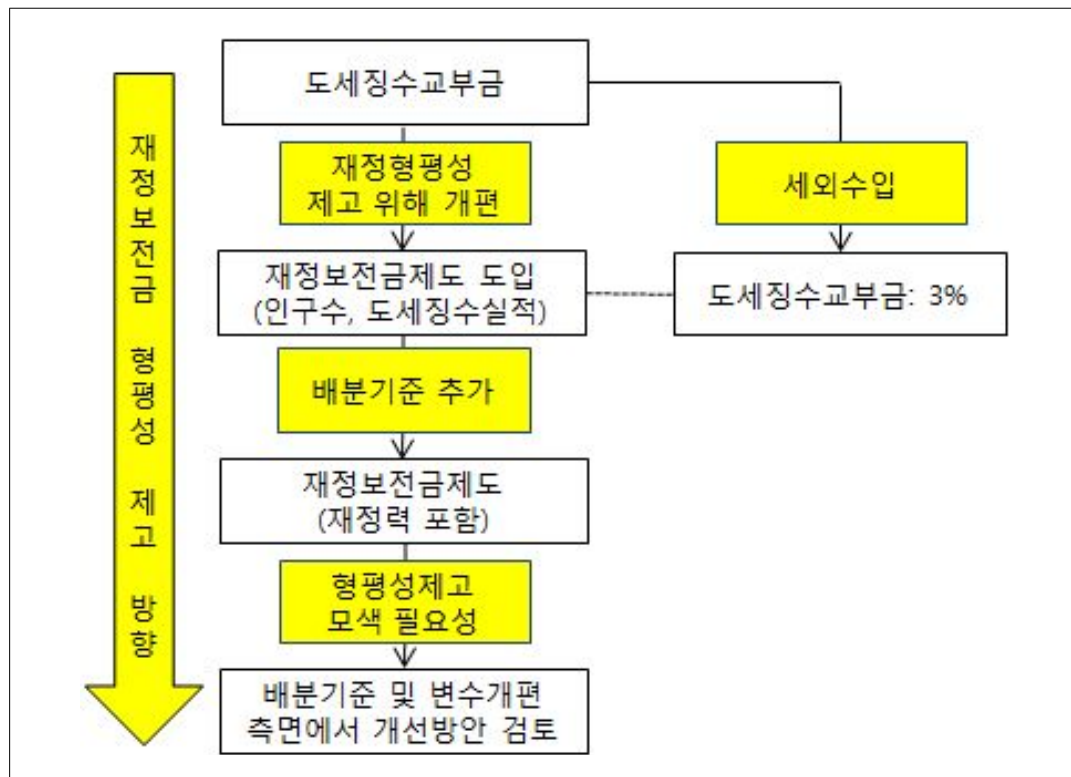 재정보전금 형평성 제고 방향
도세징수교부금
재정형평성
제고 위해 개편
세외수입
재정보전금제도 도입
(인구수, 도세징수실적)
도세징수교부금: 3%
배분기준 추가
재정보전금제도
(재정력 포함)
형평성제고
모색 필요성
배분기준 및 변수개편
측면에서 개선방안 검토